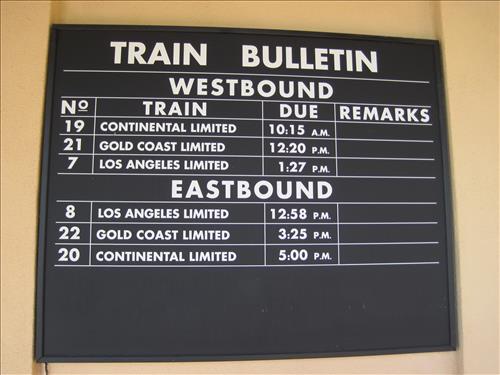 TRAIN BULLETIN
WESTBOUND
Nº TRAIN DUE REMARKS
19 CONTINENTAL LIMITED 10:15 A.M.
21 GOLD COAST LIMITED 12:20 P.M.
7 LOS ANGELES LIMITED 1:27 P.M.
EASTBOUND
8 LOS ANGELES LIMITED 12:58 P.M.
22 GOLD COAST LIMITED 3:25 P.M.
20 CONTINENTAL LIMITED 5:00 P.M.